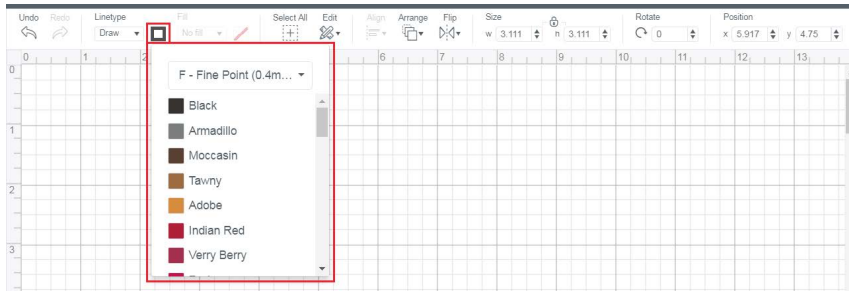 Undo Redo Linetype Fill Select All Edit Align Arrange Flip Size Rotate Position
Draw No fill w 3.111 h 3.111 0 x 5.917 y 4.75
0 1 2 6 7 8 9 10 11 12 13
0
F - Fine Point (0.4m...
Black
1
Armadillo
Moccasin
Tawny
2
Adobe
Indian Red
3
Verry Berry